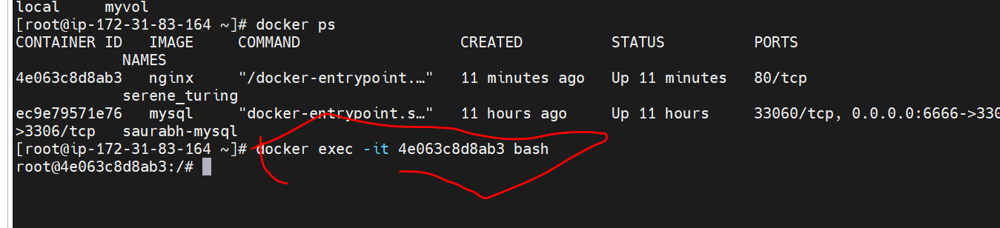 local     myvol
[root@ip-172-31-83-164 ~]# docker ps
CONTAINER ID   IMAGE     COMMAND                  CREATED          STATUS          PORTS
            NAMES
4e063c8d8ab3   nginx     "/docker-entrypoint.…"   11 minutes ago   Up 11 minutes   80/tcp
            serene_turing
ec9e79571e76   mysql     "docker-entrypoint.s…"   11 hours ago     Up 11 hours     33060/tcp, 0.0.0.0:6666->330
>3306/tcp   saurabh-mysql
[root@ip-172-31-83-164 ~]# docker exec -it 4e063c8d8ab3 bash
root@4e063c8d8ab3:/#